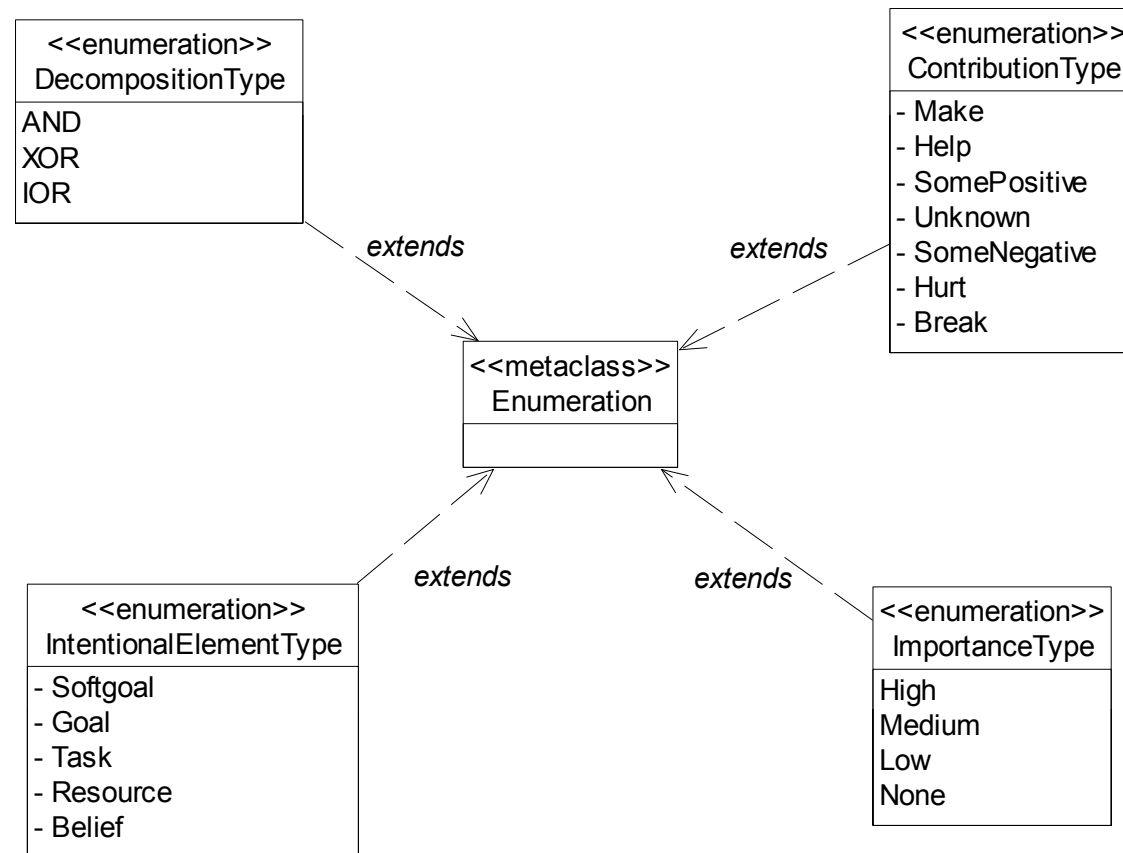 <<enumeration>>
DecompositionType
AND
XOR
IOR
<<enumeration>>
ContributionType
- Make
- Help
- SomePositive
- Unknown
- SomeNegative
- Hurt
- Break
extends
extends
<<metaclass>>
Enumeration
extends
extends
<<enumeration>>
IntentionalElementType
- Softgoal
- Goal
- Task
- Resource
- Belief
<<enumeration>>
ImportanceType
High
Medium
Low
None